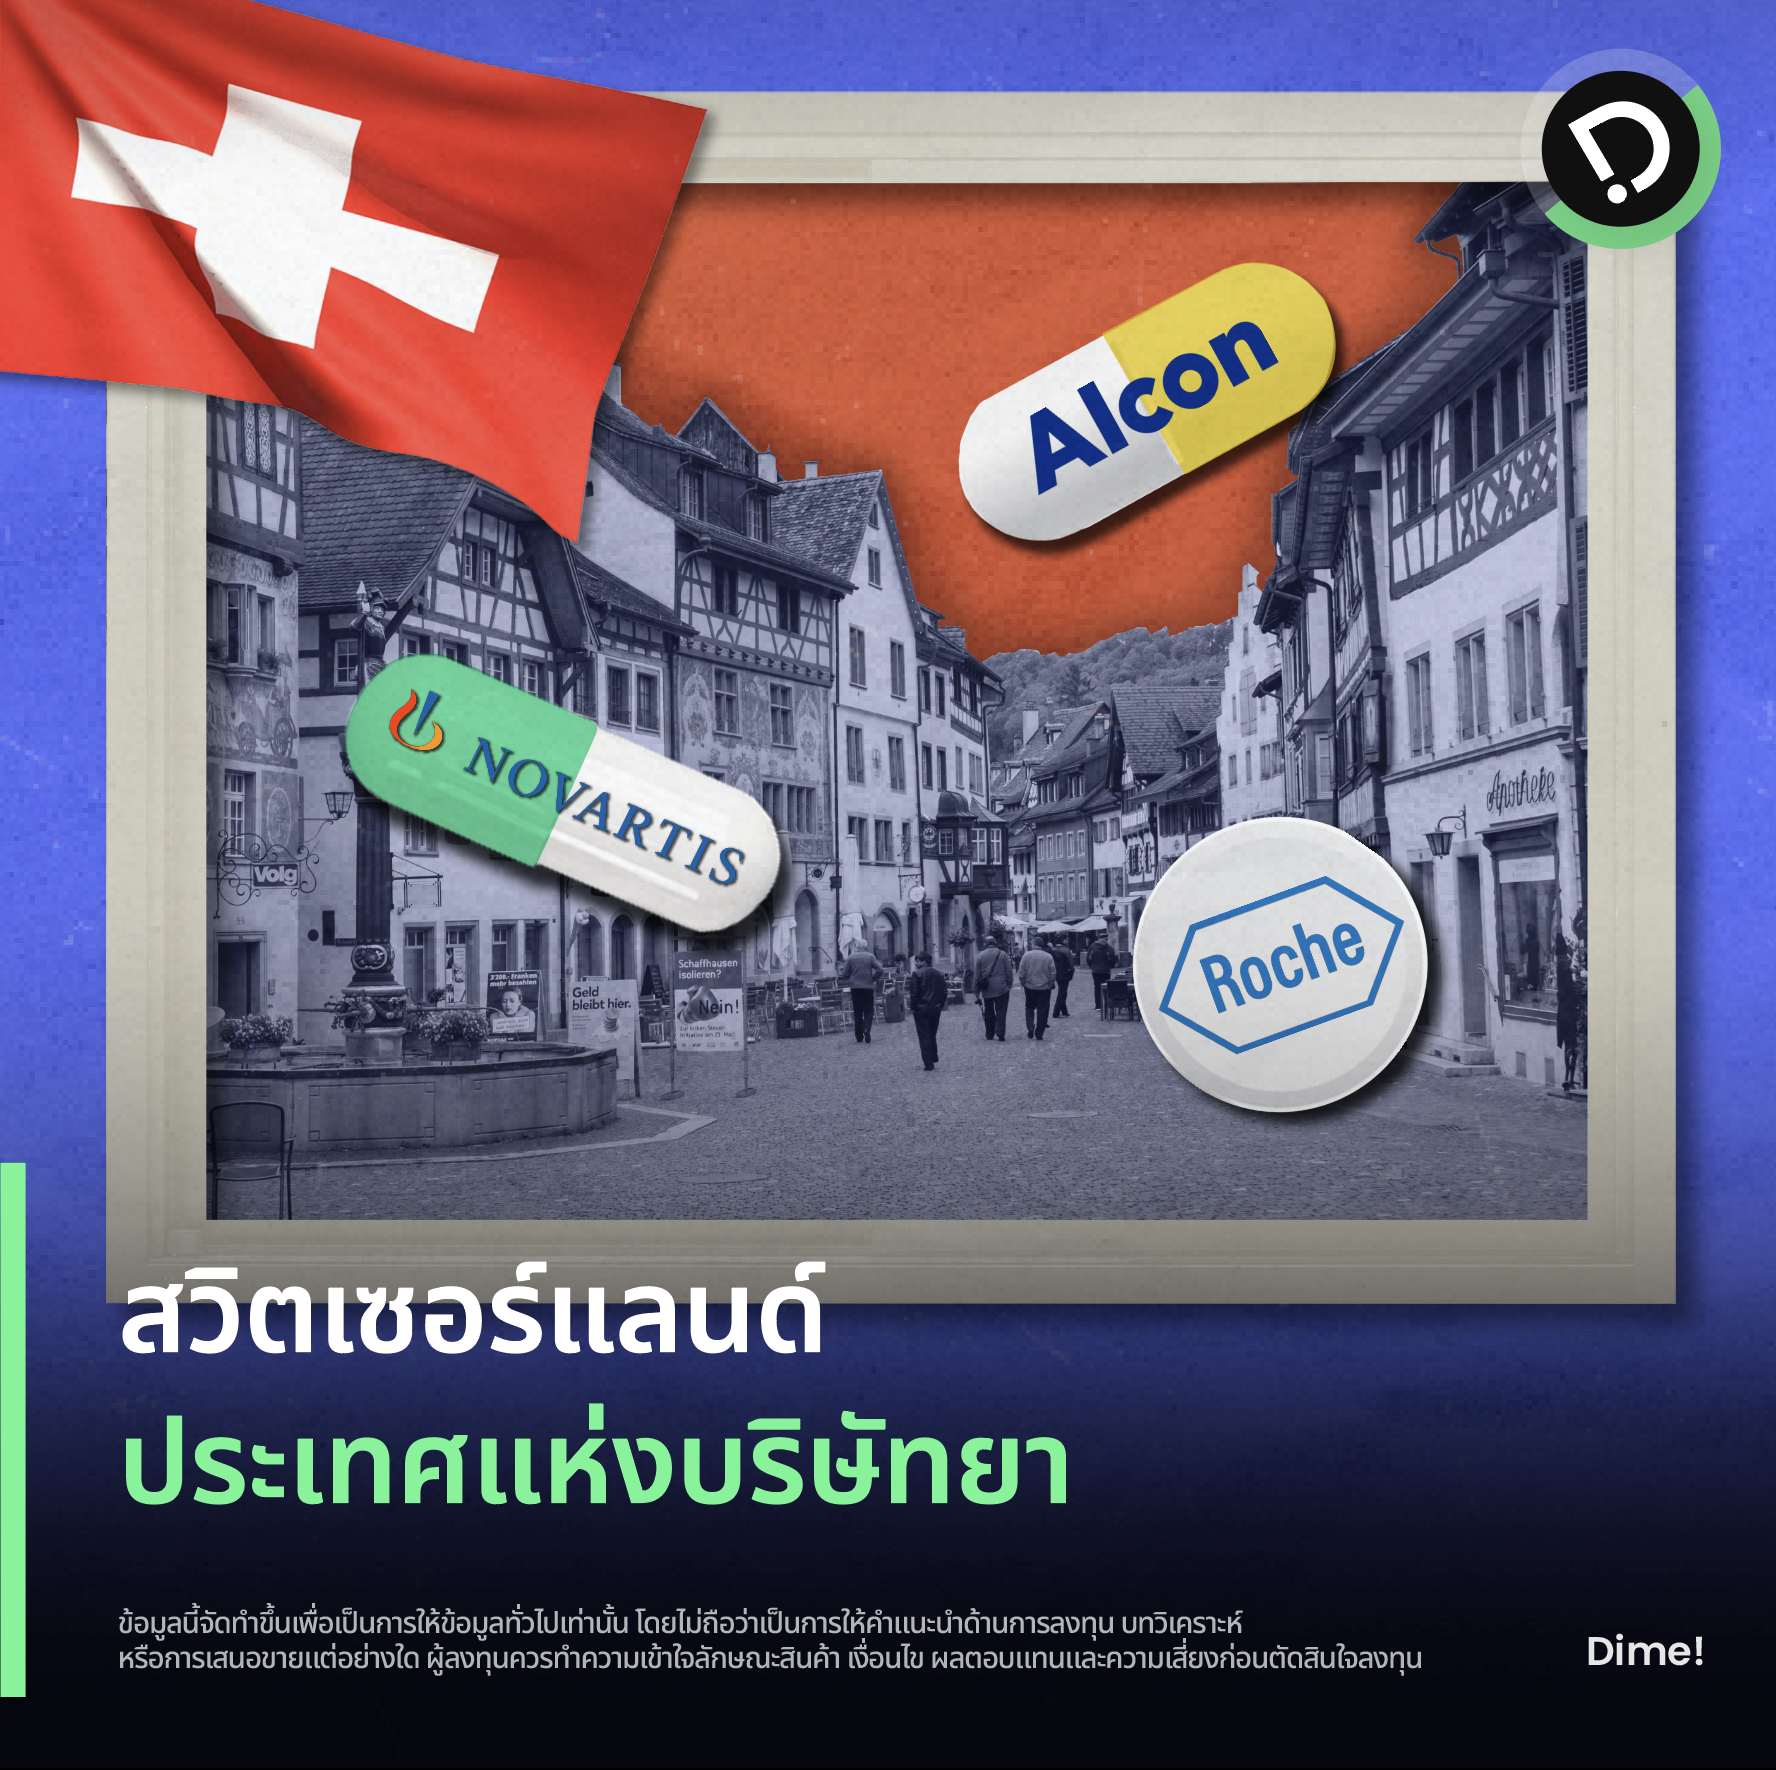 Alcon
NOVARTIS
Roche
Apotheke
Volg
Schaffhausen
isolieren?
Nein!
3'200.- Franken
mehr bezahlen
Geld
bleibt hier.
สวิตเซอร์แลนด์
ประเทศแห่งบริษัทยา
ข้อมูลนี้จัดทำขึ้นเพื่อเป็นการให้ข้อมูลทั่วไปเท่านั้น โดยไม่ถือว่าเป็นการให้คำแนะนำด้านการลงทุน บทวิเคราะห์
หรือการเสนอขายแต่อย่างใด ผู้ลงทุนควรทำความเข้าใจลักษณะสินค้า เงื่อนไข ผลตอบแทนและความเสี่ยงก่อนตัดสินใจลงทุน
Dime!